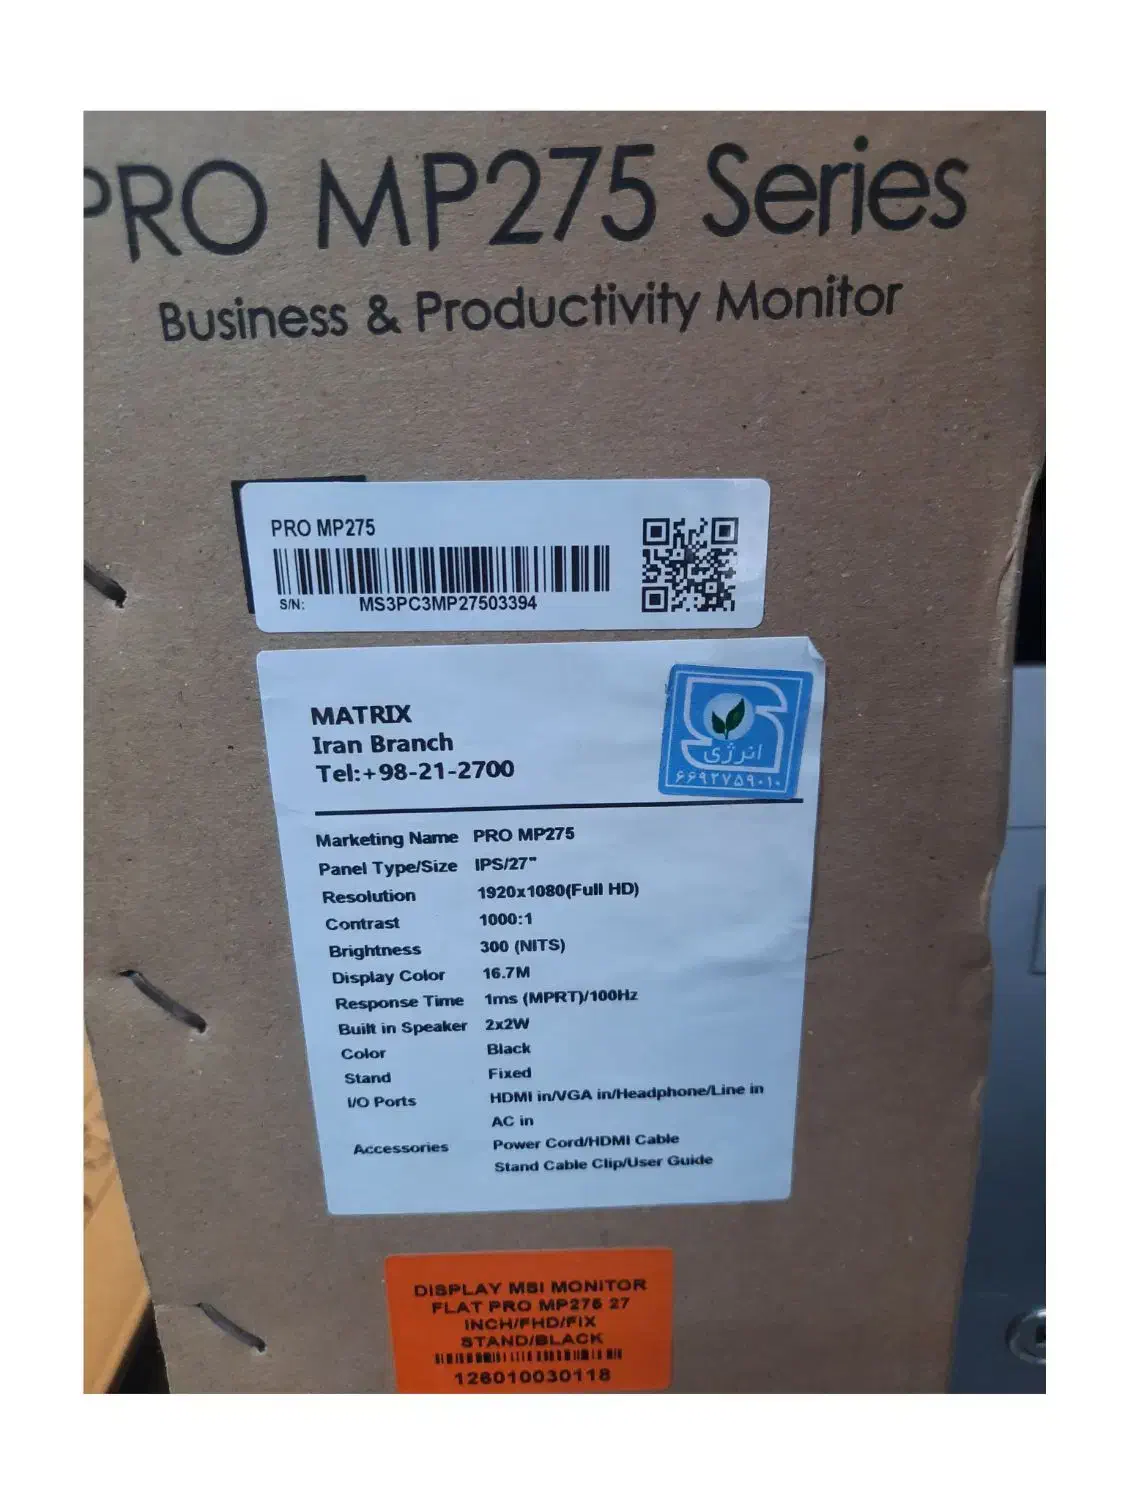 PRO MP275 Series
Business & Productivity Monitor
PRO MP275
S/N: MS3PC3MP27503394
MATRIX
Iran Branch
Tel:+98-21-2700
انرژی
۶۶۹۲۷۵۹۰۱۰
Marketing Name PRO MP275
Panel Type/Size IPS/27"
Resolution 1920x1080(Full HD)
Contrast 1000:1
Brightness 300 (NITS)
Display Color 16.7M
Response Time 1ms (MPRT)/100Hz
Built in Speaker 2x2W
Color Black
Stand Fixed
I/O Ports HDMI in/VGA in/Headphone/Line in
AC in
Accessories Power Cord/HDMI Cable
Stand Cable Clip/User Guide
DISPLAY MSI MONITOR
FLAT PRO MP275 27
INCH/FHD/FIX
STAND/BLACK
126010030118